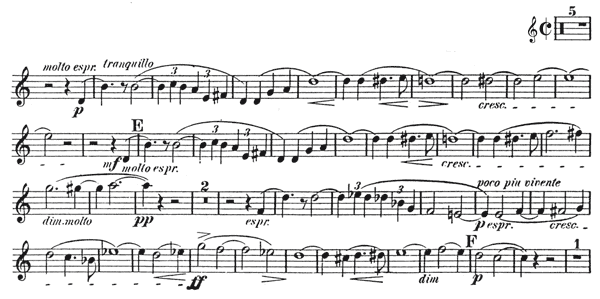 5
molto espr. tranquillo
3 3
p cresc.
E
3 3
mf molto espr. cresc.
2 3 3 poco piu vivente
dim. molto pp espr. p espr. cresc.
F 1
ff dim p